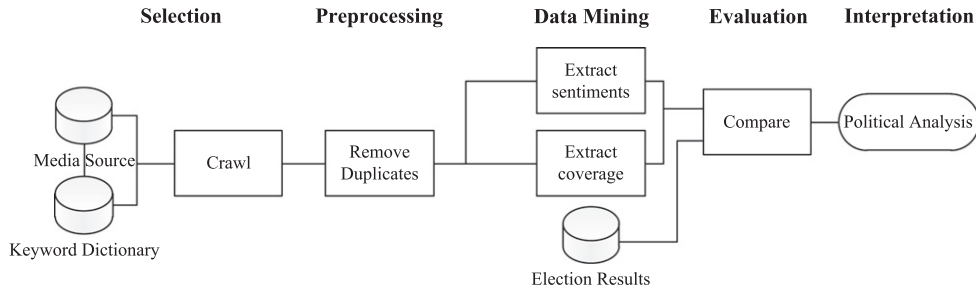 Selection
Preprocessing
Data Mining
Evaluation
Interpretation
Extract
sentiments
Media Source
Crawl
Remove
Duplicates
Extract
coverage
Compare
Political Analysis
Keyword Dictionary
Election Results